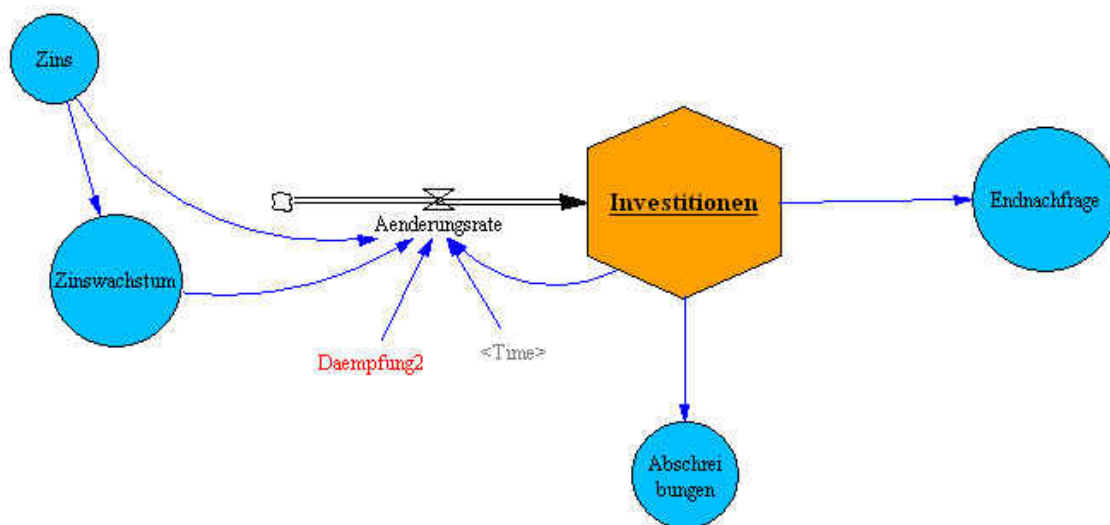 Zins
Investitionen
Endnachfrage
Aenderungsrate
Zinswachstum
Daempfung2
<Time>
Abschrei
bungen